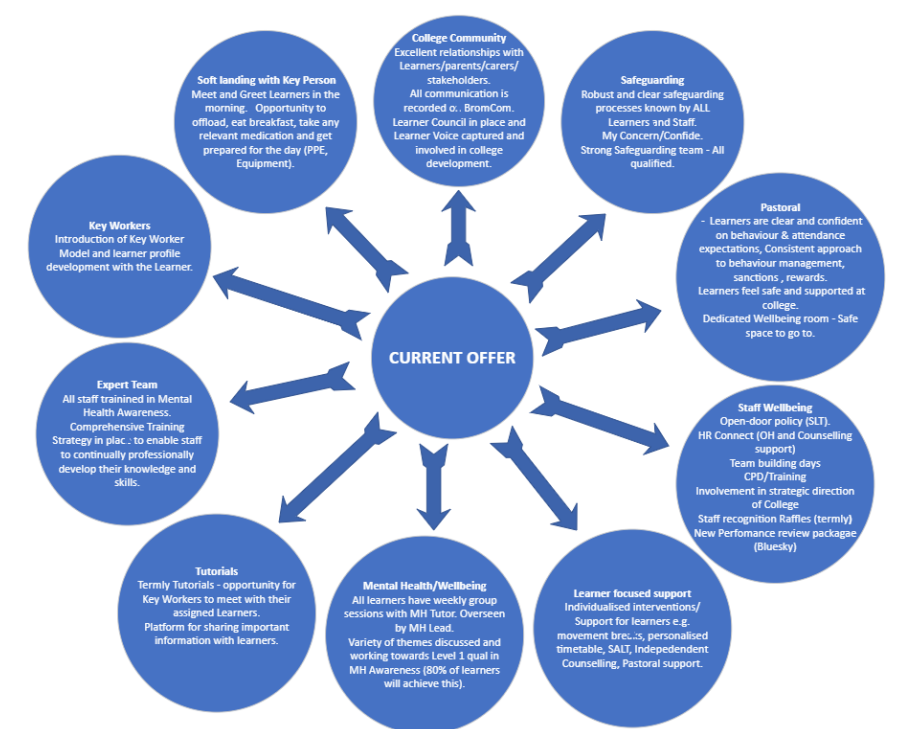 College Community
Excellent relationships with
Learners/parents/carers/
stakeholders.
All communication is
recorded BromCom.
Learner Council in place and
Learner Voice captured and
involved in college
development.
Safeguarding
Robust and clear safeguarding
processes known by ALL
Learners and Staff.
My Concern/Confide.
Strong Safeguarding team - All
qualified.
Pastoral
- Learners are clear and confident
on behaviour & attendance
expectations, Consistent approach
to behaviour management,
sanctions , rewards.
Learners feel safe and supported at
college.
Dedicated Wellbeing room - Safe
space to go to.
Staff Wellbeing
Open-door policy (SLT).
HR Connect (OH and Counselling
support)
Team building days
CPD/Training
Involvement in strategic direction
of College
Staff recognition Raffles (termly)
New Perfomance review packagae
(Bluesky)
Learner focused support
Individualised interventions/
Support for learners e.g.
movement personalised
timetable, SALT, Indepedendent
Counselling, Pastoral support.
Mental Health/Wellbeing
All learners have weekly group
sessions with MH Tutor. Overseen
by MH Lead.
Variety of themes discussed and
working towards Level 1 qual in
MH Awareness (80% of learners
will achieve this).
Tutorials
Termly Tutorials - opportunity for
Key Workers to meet with their
assigned Learners.
Platform for sharing important
information with learners.
Expert Team
All staff trainined in Mental
Health Awareness.
Comprehensive Training
Strategy in to enable staff
to continually professionally
develop their knowledge and
skills.
Key Workers
Introduction of Key Worker
Model and learner profile
development with the Learner.
Soft landing with Key Person
Meet and Greet Learners in the
morning. Opportunity to
offload, eat breakfast, take any
relevant medication and get
prepared for the day (PPE,
Equipment).
CURRENT OFFER